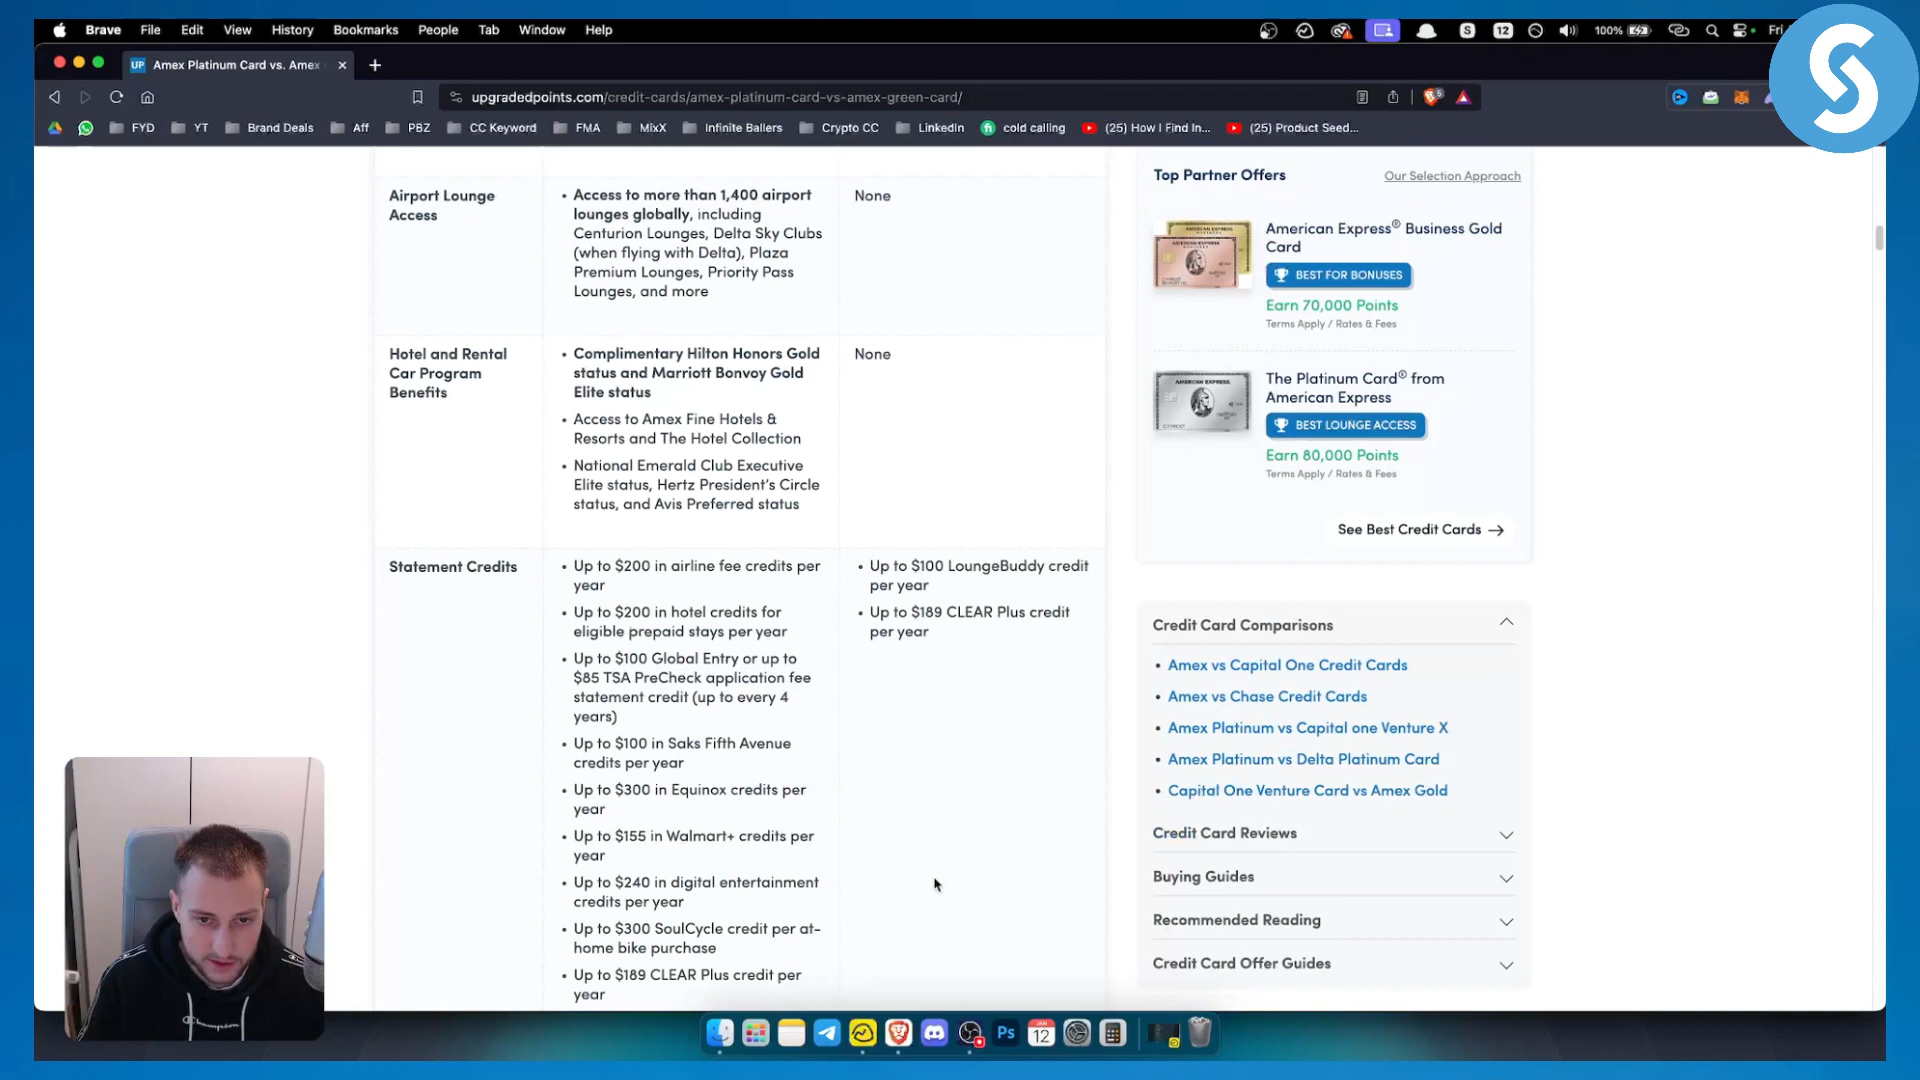 Brave File Edit View History Bookmarks People Tab Window Help
S 12 100% Fri
UP Amex Platinum Card vs. Amex
upgradedpoints.com/credit-cards/amex-platinum-card-vs-amex-green-card/
5
FYD YT Brand Deals Aff PBZ CC Keyword FMA MixX Infinite Ballers Crypto CC LinkedIn cold calling (25) How I Find In... (25) Product Seed...
Airport Lounge
Access
• Access to more than 1,400 airport
lounges globally, including
Centurion Lounges, Delta Sky Clubs
(when flying with Delta), Plaza
Premium Lounges, Priority Pass
Lounges, and more
None
Hotel and Rental
Car Program
Benefits
• Complimentary Hilton Honors Gold
status and Marriott Bonvoy Gold
Elite status
• Access to Amex Fine Hotels &
Resorts and The Hotel Collection
• National Emerald Club Executive
Elite status, Hertz President's Circle
status, and Avis Preferred status
None
Statement Credits
• Up to $200 in airline fee credits per
year
• Up to $200 in hotel credits for
eligible prepaid stays per year
• Up to $100 Global Entry or up to
$85 TSA PreCheck application fee
statement credit (up to every 4
years)
• Up to $100 in Saks Fifth Avenue
credits per year
• Up to $300 in Equinox credits per
year
• Up to $155 in Walmart+ credits per
year
• Up to $240 in digital entertainment
credits per year
• Up to $300 SoulCycle credit per at-
home bike purchase
• Up to $189 CLEAR Plus credit per
year
• Up to $100 LoungeBuddy credit
per year
• Up to $189 CLEAR Plus credit
per year
Top Partner Offers
Our Selection Approach
American Express® Business Gold
Card
BEST FOR BONUSES
Earn 70,000 Points
Terms Apply / Rates & Fees
AMERICAN EXPRESS
The Platinum Card® from
American Express
BEST LOUNGE ACCESS
Earn 80,000 Points
Terms Apply / Rates & Fees
See Best Credit Cards →
Credit Card Comparisons
• Amex vs Capital One Credit Cards
• Amex vs Chase Credit Cards
• Amex Platinum vs Capital one Venture X
• Amex Platinum vs Delta Platinum Card
• Capital One Venture Card vs Amex Gold
Credit Card Reviews
Buying Guides
Recommended Reading
Credit Card Offer Guides
Champion
Ps
JAN
12